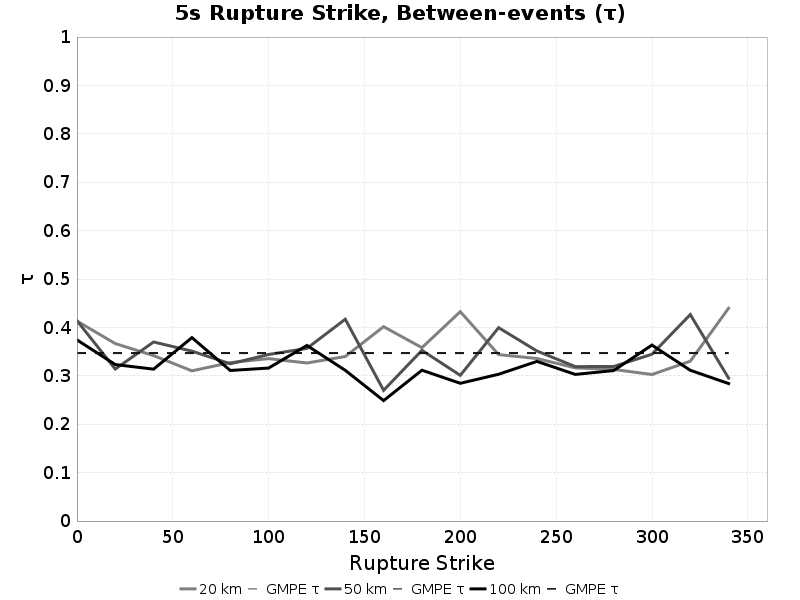 5s Rupture Strike, Between-events (τ)
1
0.9
0.8
0.7
0.6
0.5
0.4
0.3
0.2
0.1
0
τ
0 50 100 150 200 250 300 350
Rupture Strike
20 km GMPE τ 50 km GMPE τ 100 km GMPE τ